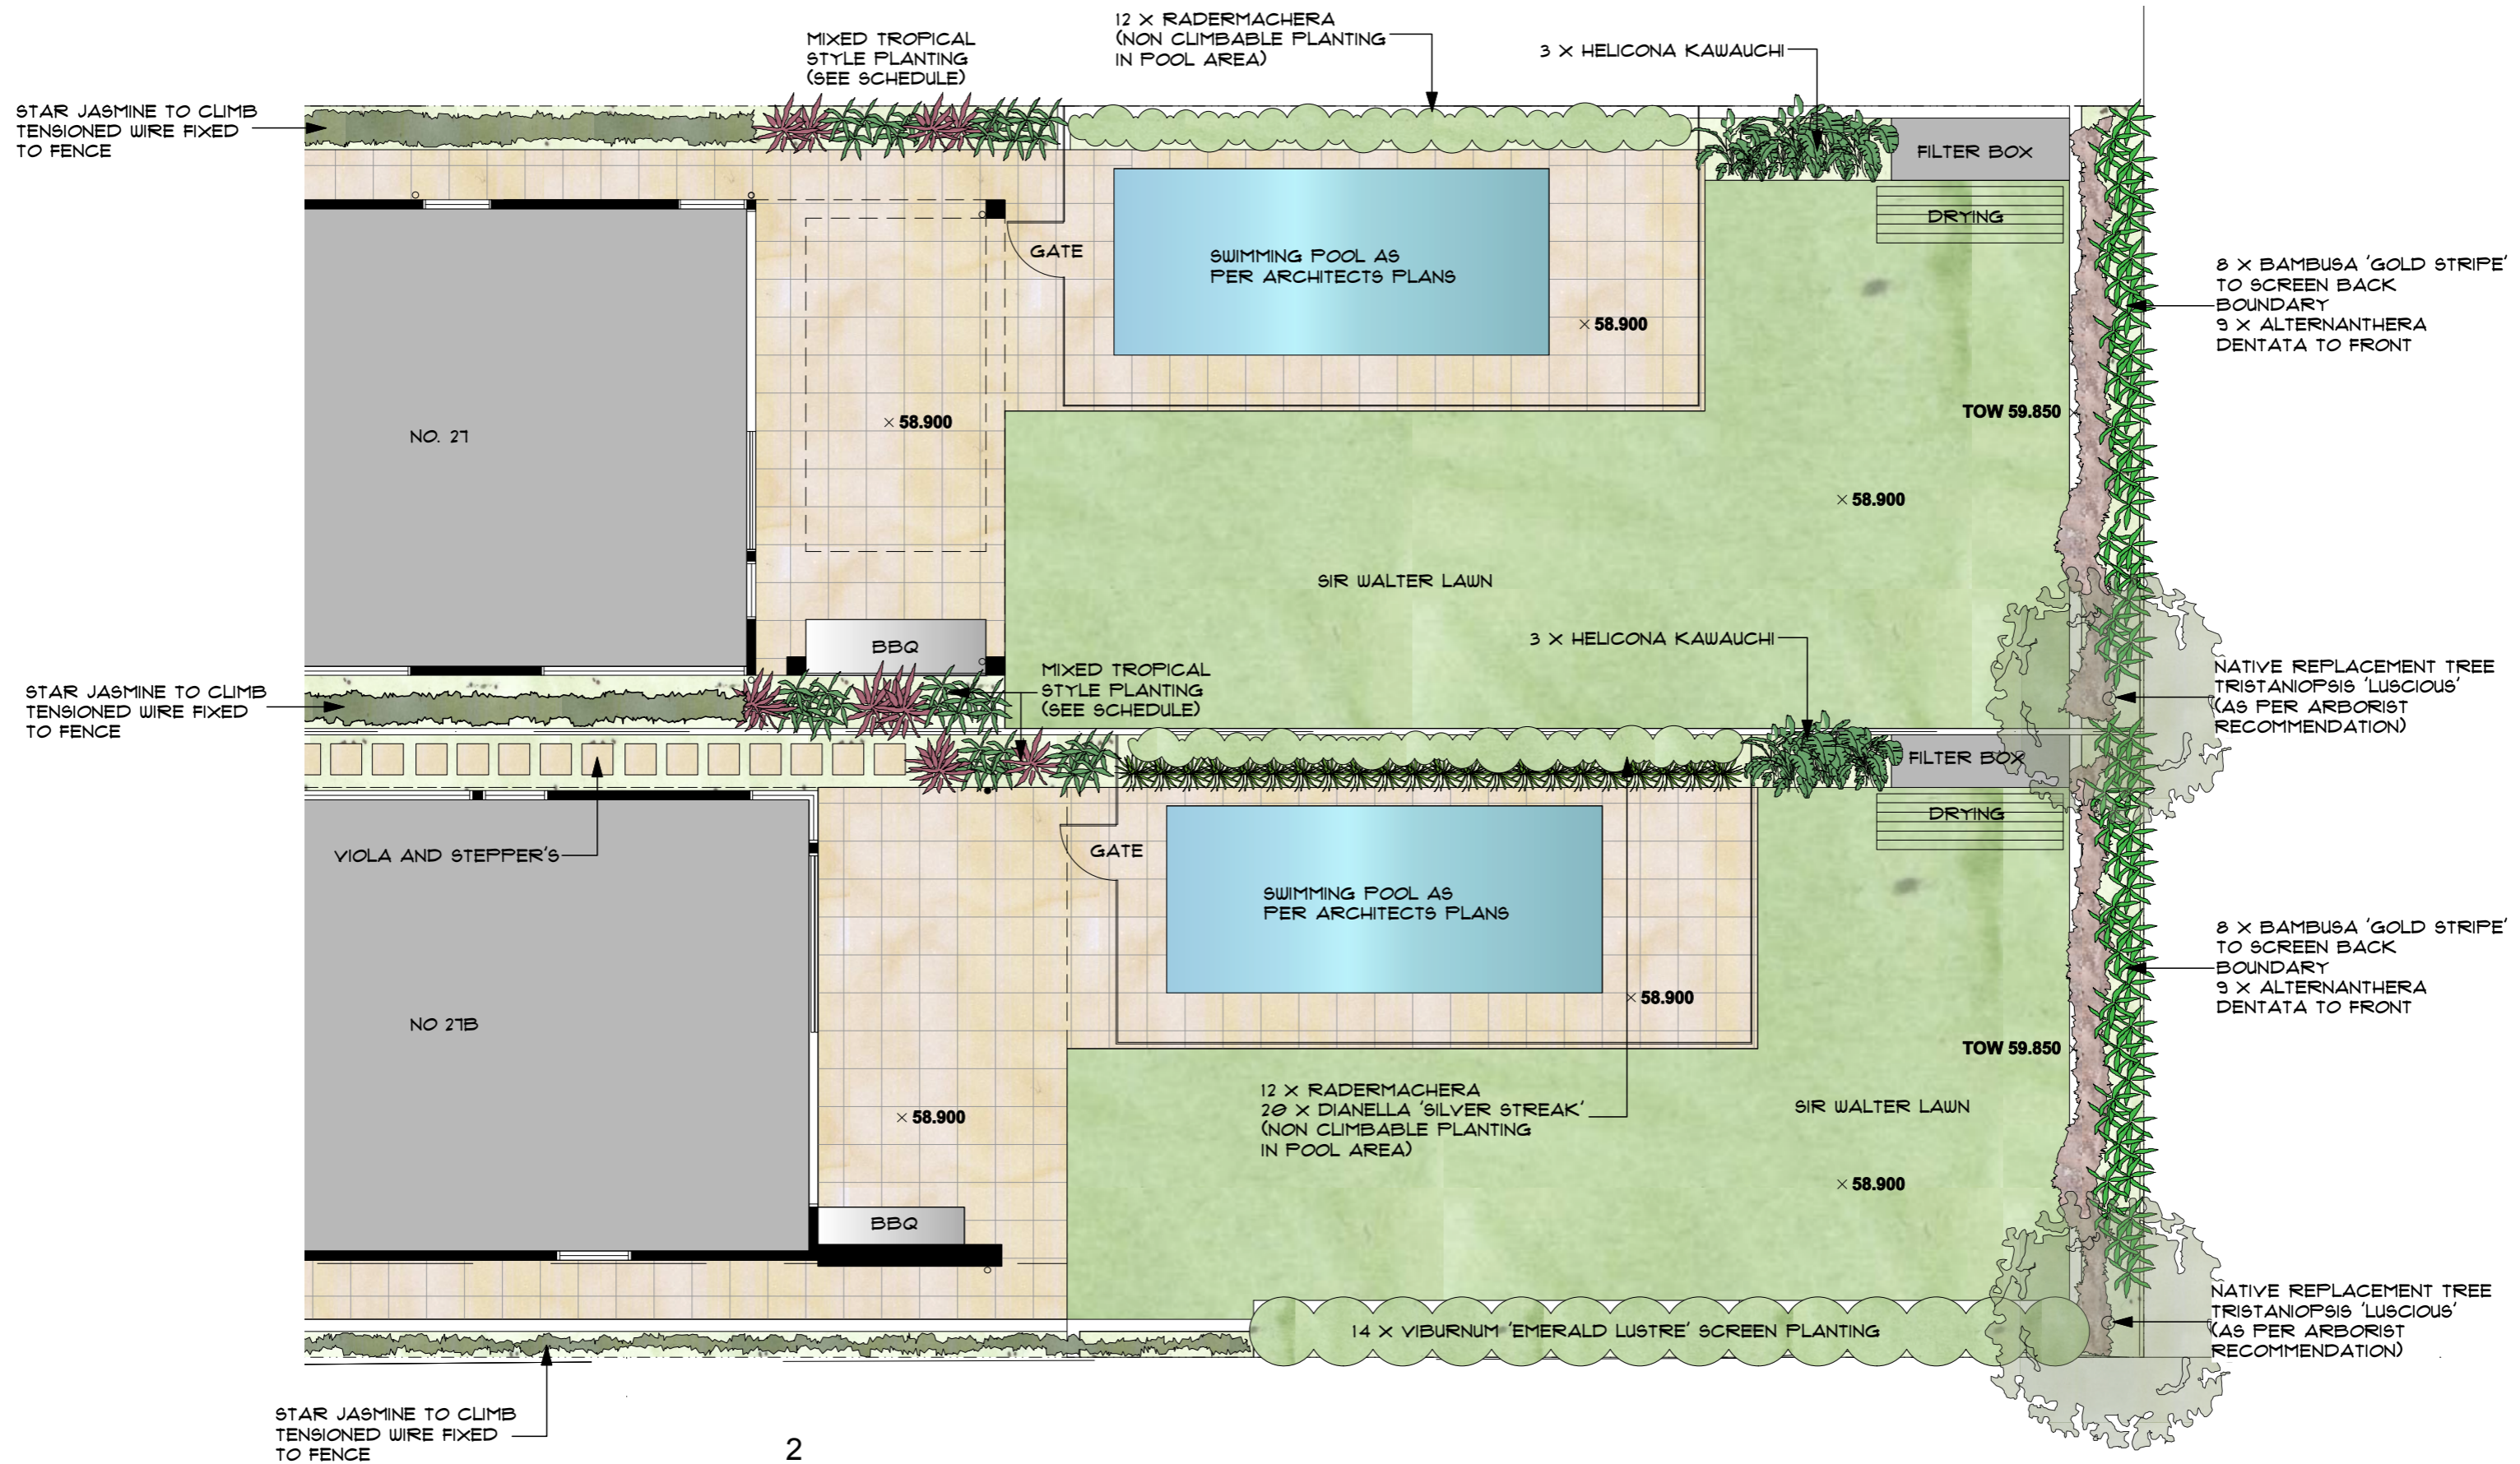 12 X RADERMACHERA
(NON CLIMBABLE PLANTING
IN POOL AREA)
MIXED TROPICAL
STYLE PLANTING
(SEE SCHEDULE)
3 X HELICONA KAWAUCHI
STAR JASMINE TO CLIMB
TENSIONED WIRE FIXED
TO FENCE
FILTER BOX
DRYING
GATE
SWIMMING POOL AS
PER ARCHITECTS PLANS
8 X BAMBUSA 'GOLD STRIPE'
TO SCREEN BACK
BOUNDARY
9 X ALTERNANTHERA
DENTATA TO FRONT
× 58.900
TOW 59.850
× 58.900
NO. 27
× 58.900
SIR WALTER LAWN
BBQ
3 X HELICONA KAWAUCHI
MIXED TROPICAL
STYLE PLANTING
(SEE SCHEDULE)
NATIVE REPLACEMENT TREE
TRISTANIOPSIS 'LUSCIOUS'
(AS PER ARBORIST
RECOMMENDATION)
STAR JASMINE TO CLIMB
TENSIONED WIRE FIXED
TO FENCE
FILTER BOX
DRYING
VIOLA AND STEPPER'S
GATE
SWIMMING POOL AS
PER ARCHITECTS PLANS
8 X BAMBUSA 'GOLD STRIPE'
TO SCREEN BACK
BOUNDARY
9 X ALTERNANTHERA
DENTATA TO FRONT
× 58.900
NO 27B
TOW 59.850
12 X RADERMACHERA
20 X DIANELLA 'SILVER STREAK'
(NON CLIMBABLE PLANTING
IN POOL AREA)
SIR WALTER LAWN
× 58.900
× 58.900
BBQ
NATIVE REPLACEMENT TREE
TRISTANIOPSIS 'LUSCIOUS'
(AS PER ARBORIST
RECOMMENDATION)
14 X VIBURNUM 'EMERALD LUSTRE' SCREEN PLANTING
STAR JASMINE TO CLIMB
TENSIONED WIRE FIXED
TO FENCE
2